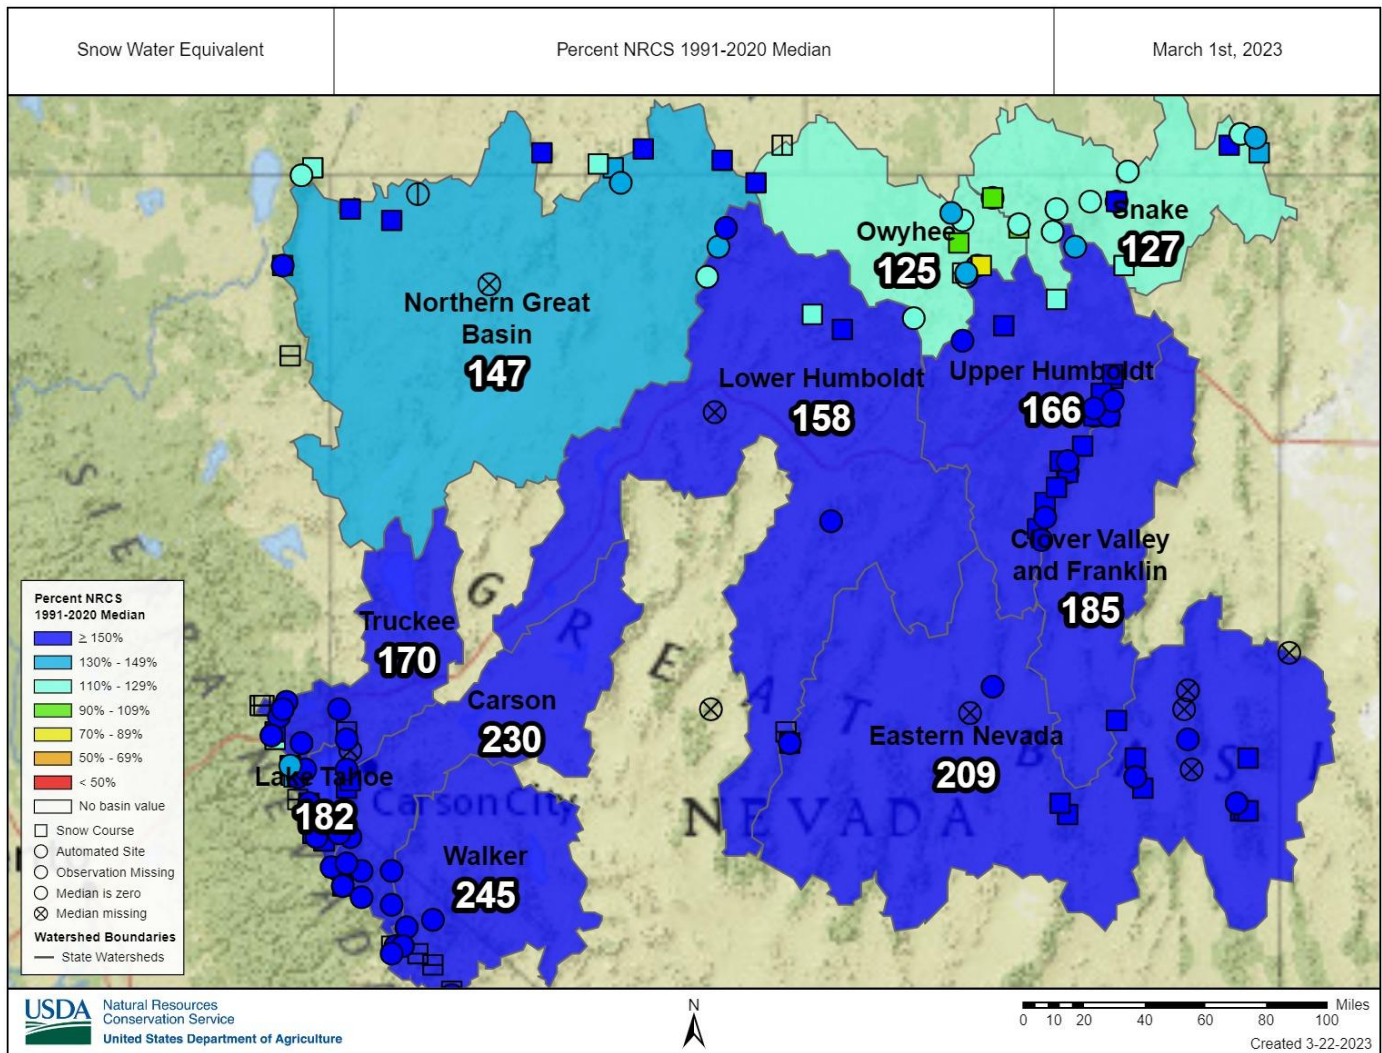 Snow Water Equivalent
Percent NRCS 1991-2020 Median
March 1st, 2023
Northern Great
Basin
147
Owyhee
125
Snake
127
Lower Humboldt
158
Upper Humboldt
166
Clover Valley
and Franklin
185
Truckee
170
Carson
230
Eastern Nevada
209
Lake Tahoe
182
Walker
245
Carson City
NEVADA
SIERRA
GREAT BASI
Percent NRCS
1991-2020 Median
≥ 150%
130% - 149%
110% - 129%
90% - 109%
70% - 89%
50% - 69%
< 50%
No basin value
Snow Course
Automated Site
Observation Missing
Median is zero
Median missing
Watershed Boundaries
State Watersheds
USDA
Natural Resources
Conservation Service
United States Department of Agriculture
N
Miles
0 10 20 40 60 80 100
Created 3-22-2023